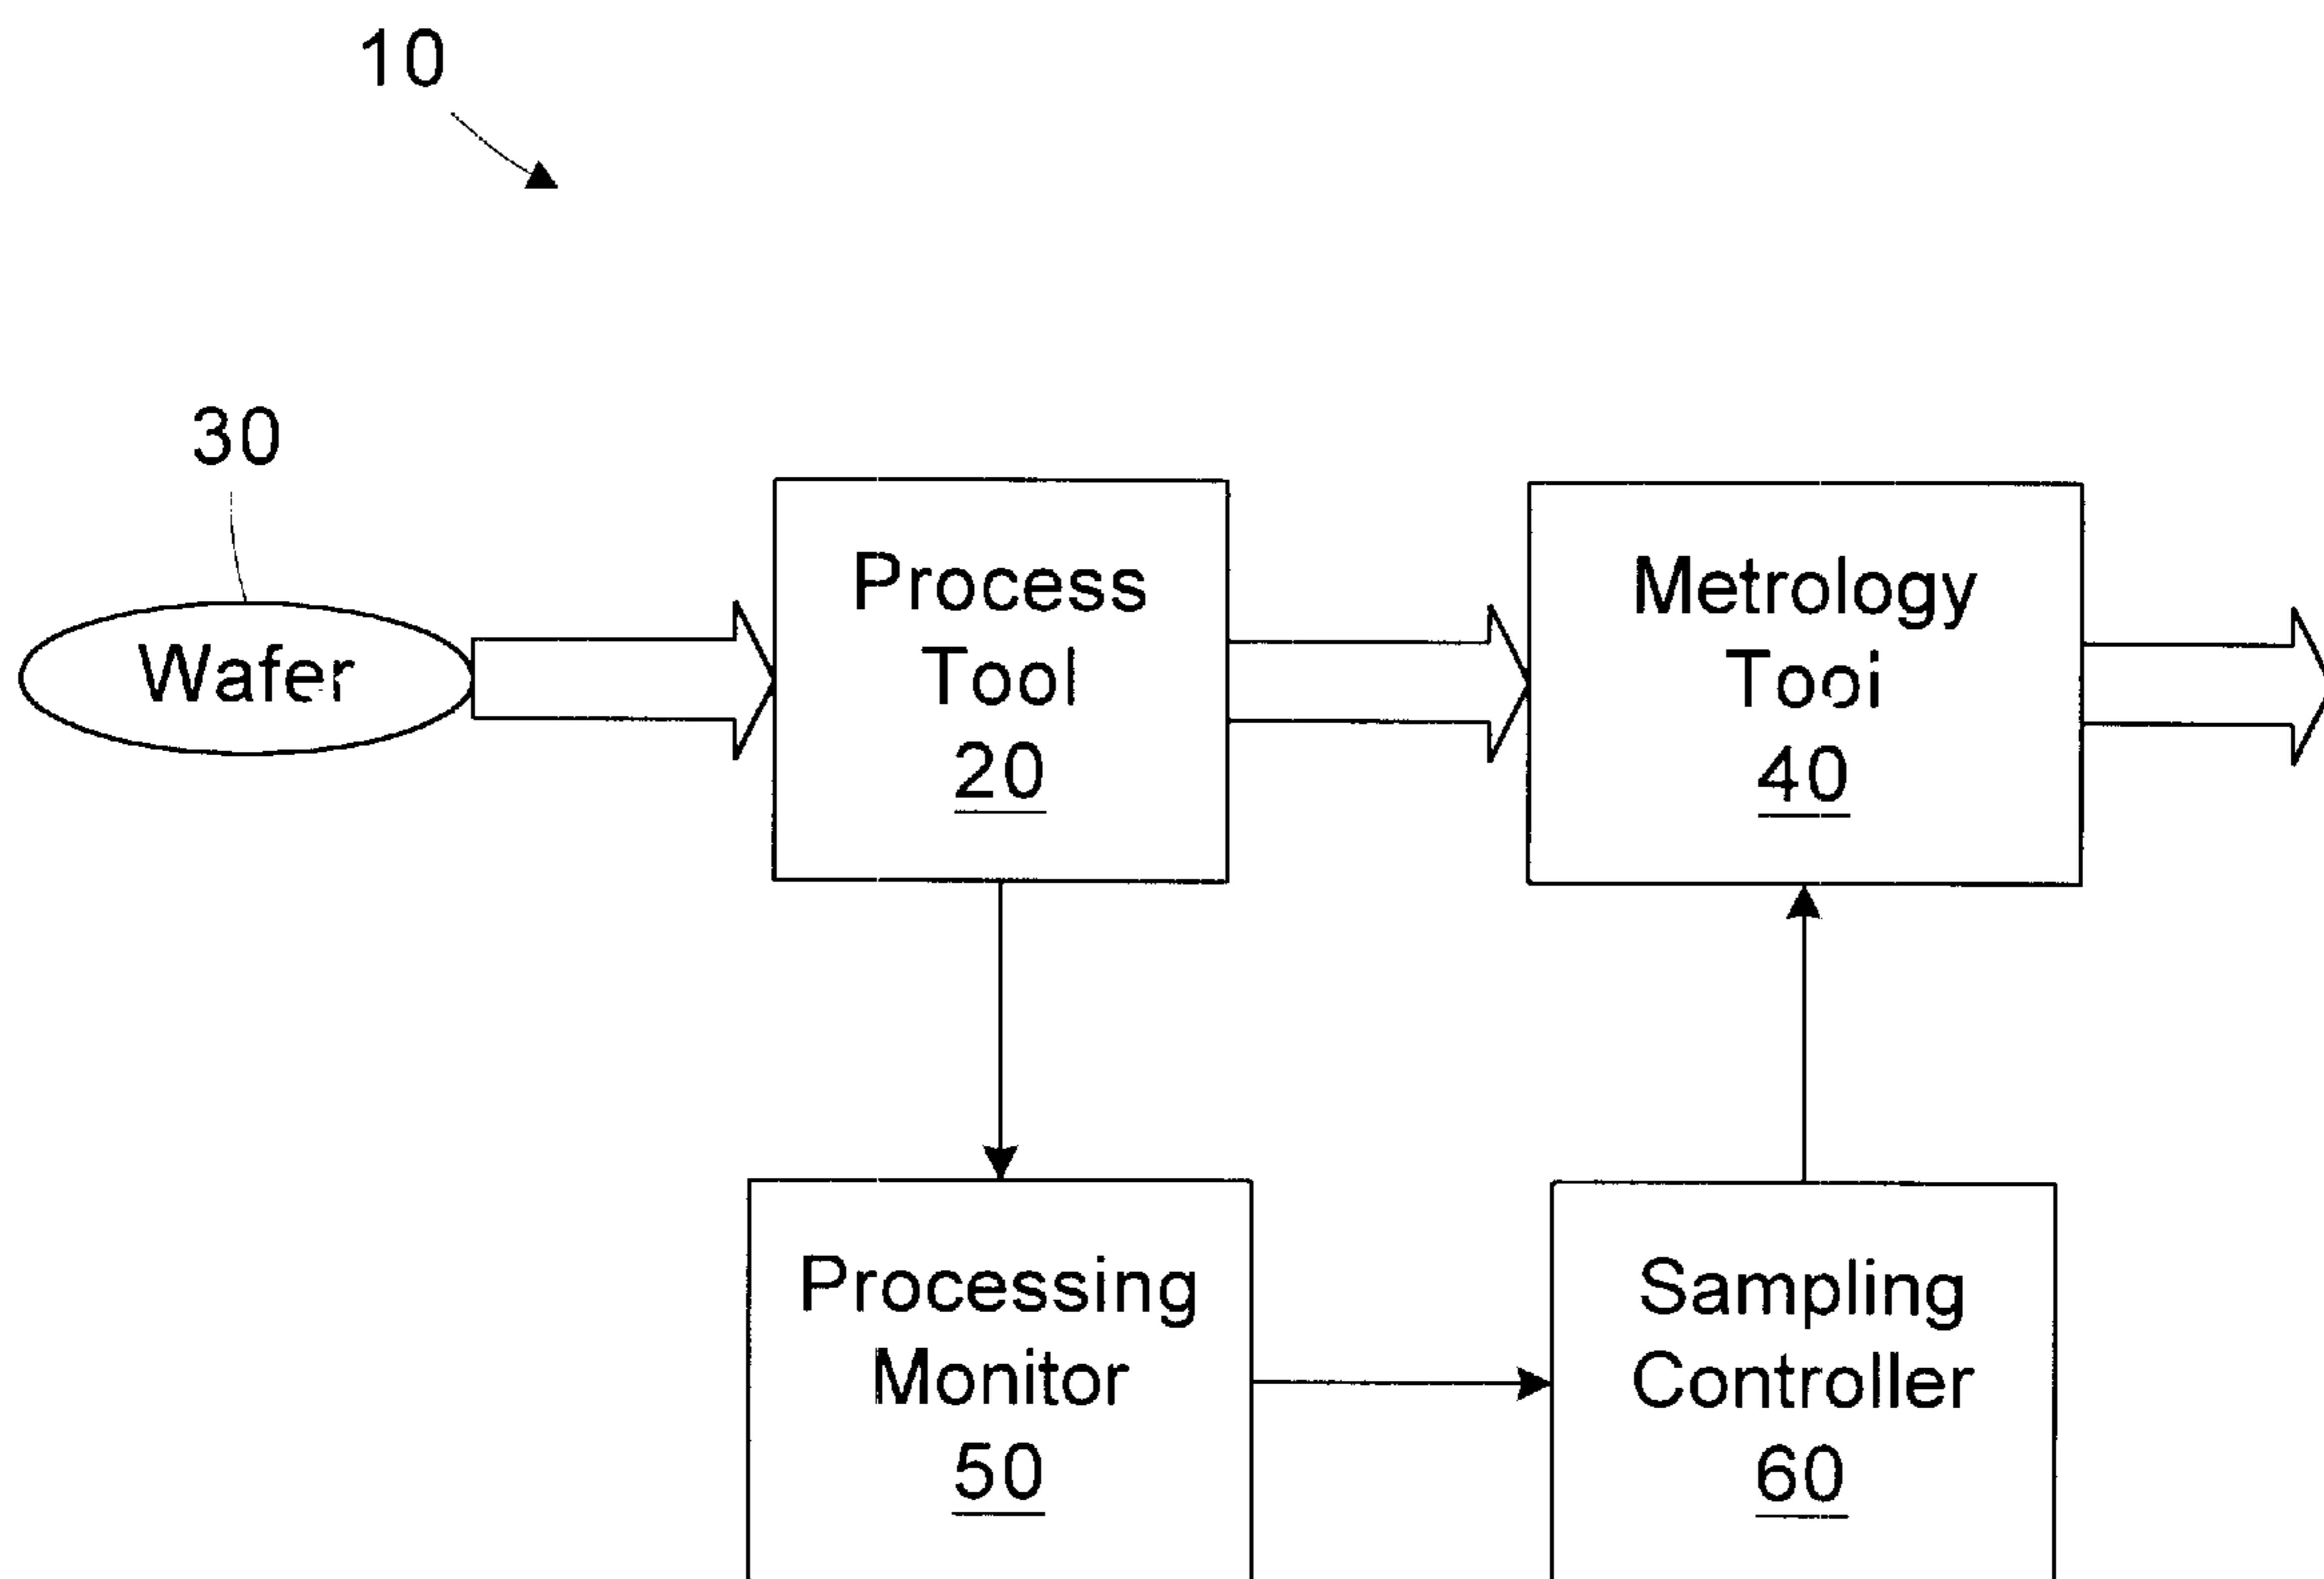 10
30
Wafer
Process
Tool
20
Metrology
Tool
40
Processing
Monitor
50
Sampling
Controller
60